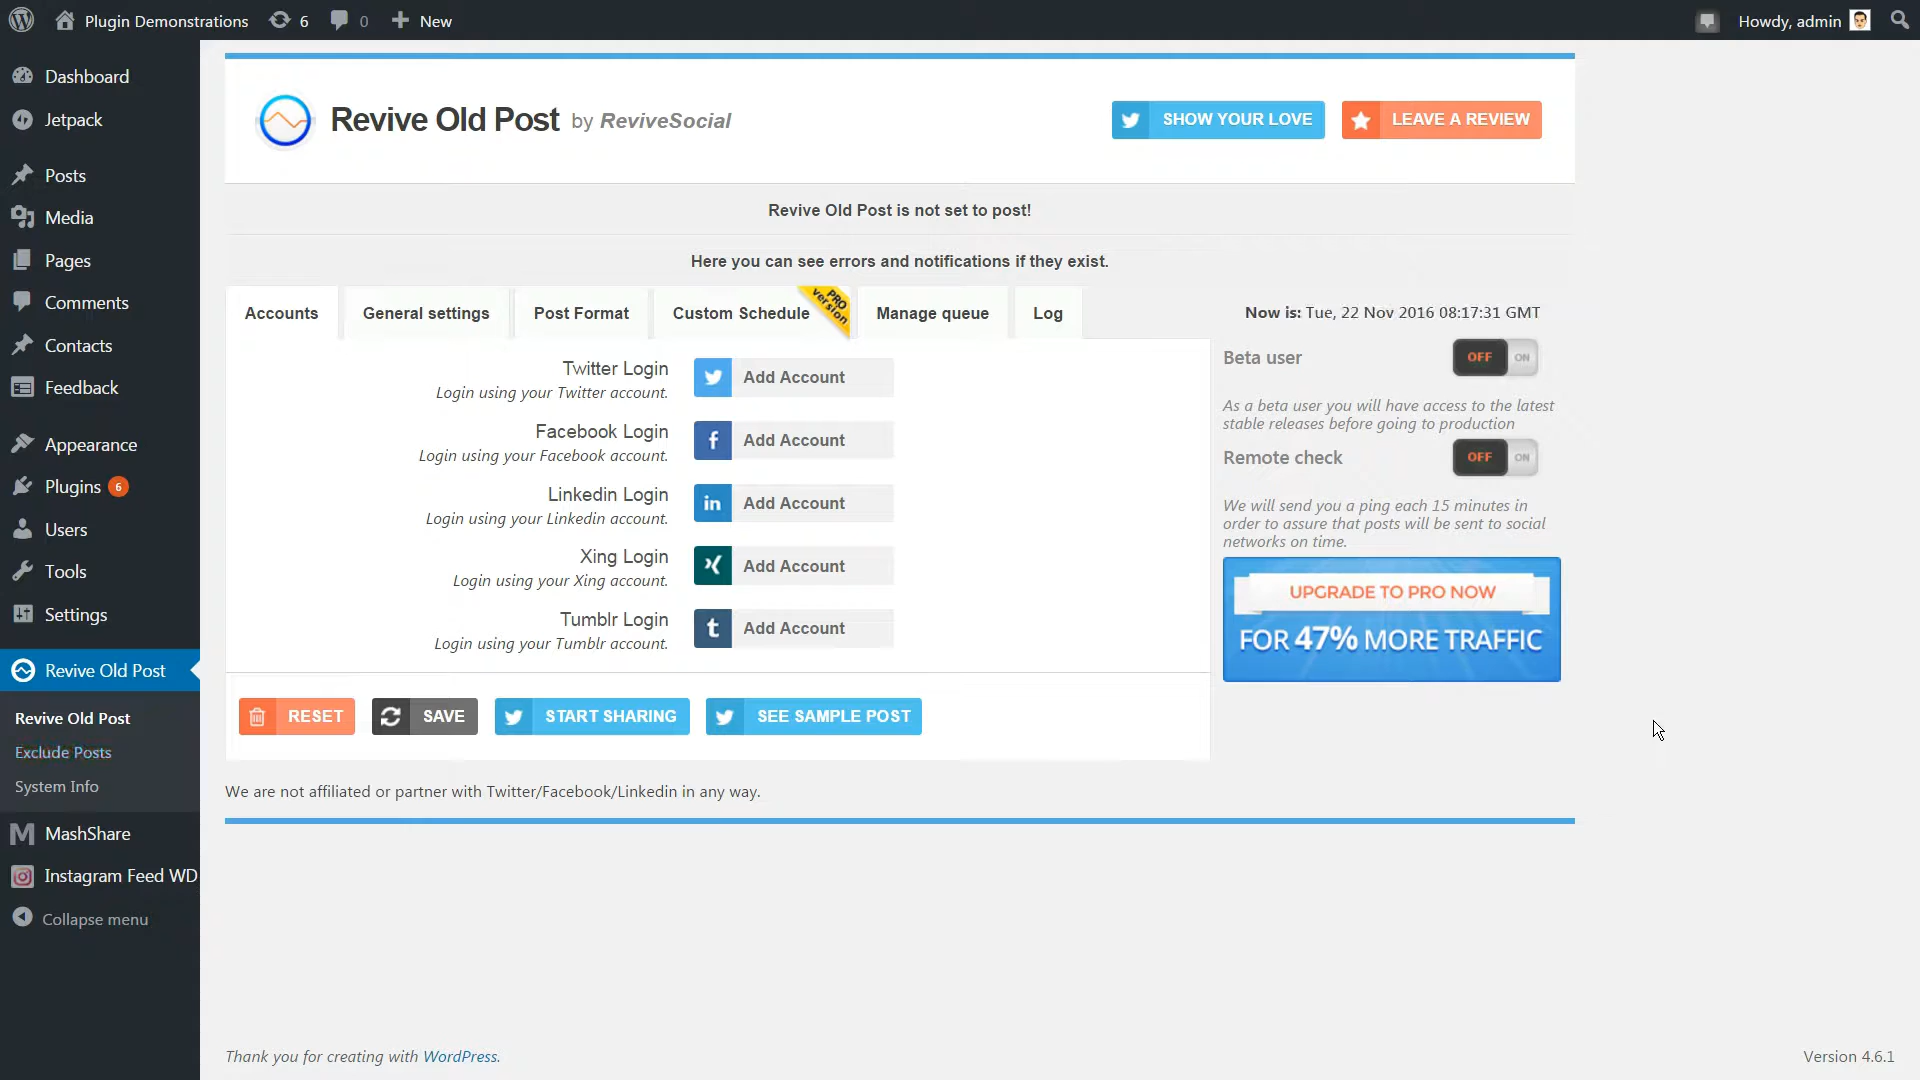 Plugin Demonstrations 6 0 New Howdy, admin
Dashboard
Jetpack
Posts
Media
Pages
Comments
Contacts
Feedback
Appearance
Plugins 6
Users
Tools
Settings
Revive Old Post
Revive Old Post
Exclude Posts
System Info
MashShare
Instagram Feed WD
Collapse menu
Revive Old Post by ReviveSocial
SHOW YOUR LOVE
LEAVE A REVIEW
Revive Old Post is not set to post!
Here you can see errors and notifications if they exist.
Accounts General settings Post Format Custom Schedule PRO version Manage queue Log
Twitter Login
Login using your Twitter account.
Add Account
Facebook Login
Login using your Facebook account.
Add Account
Linkedin Login
Login using your Linkedin account.
Add Account
Xing Login
Login using your Xing account.
Add Account
Tumblr Login
Login using your Tumblr account.
Add Account
RESET SAVE START SHARING SEE SAMPLE POST
Now is: Tue, 22 Nov 2016 08:17:31 GMT
Beta user OFF ON
As a beta user you will have access to the latest
stable releases before going to production
Remote check OFF ON
We will send you a ping each 15 minutes in
order to assure that posts will be sent to social
networks on time.
UPGRADE TO PRO NOW
FOR 47% MORE TRAFFIC
We are not affiliated or partner with Twitter/Facebook/Linkedin in any way.
Thank you for creating with WordPress.
Version 4.6.1